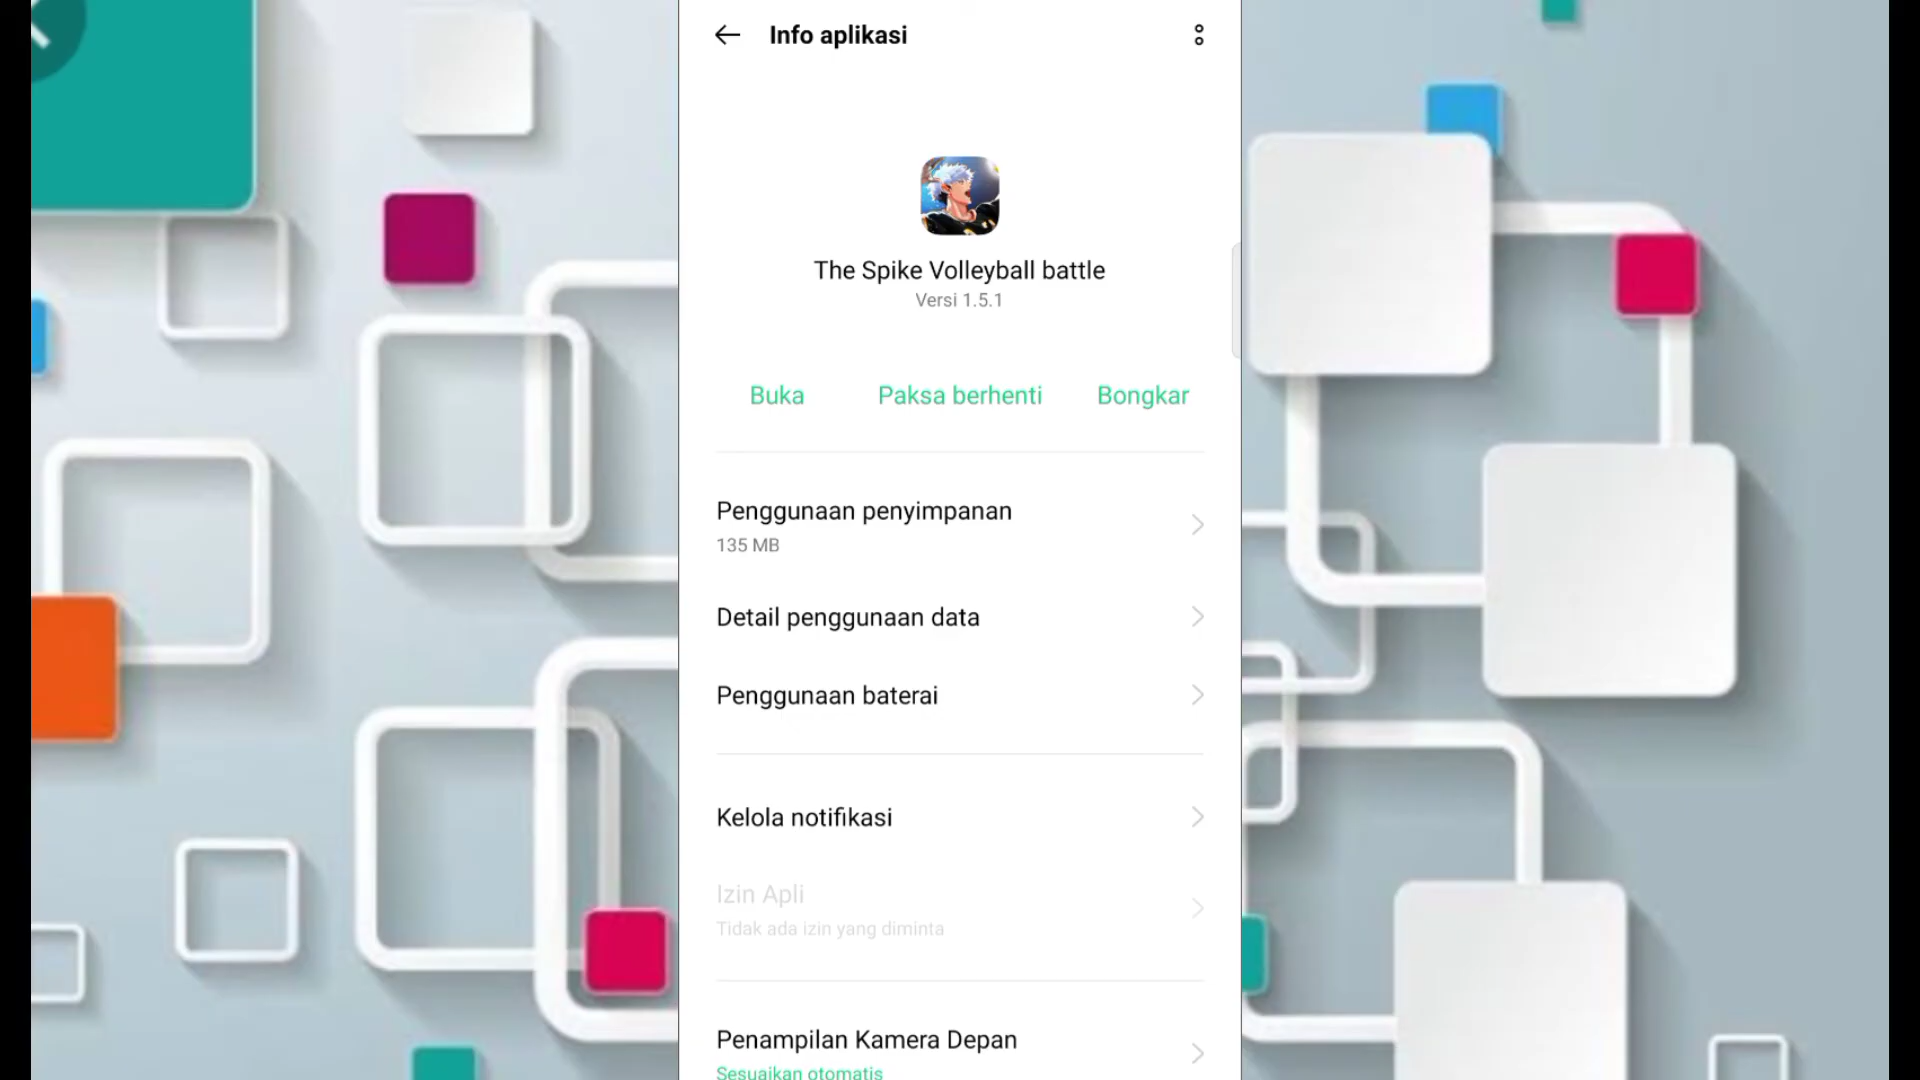 Info aplikasi
The Spike Volleyball battle
Versi 1.5.1
Buka Paksa berhenti Bongkar
Penggunaan penyimpanan
135 MB
Detail penggunaan data
Penggunaan baterai
Kelola notifikasi
Izin Apli
Tidak ada izin yang diminta
Penampilan Kamera Depan
Sesuaikan otomatis